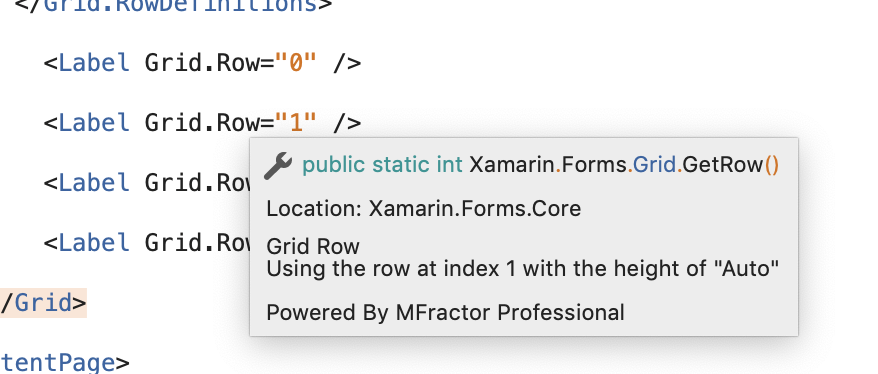 </Grid.RowDefinitions>
<Label Grid.Row="0" />
<Label Grid.Row="1" />
public static int Xamarin.Forms.Grid.GetRow()
<Label Grid.Row
Location: Xamarin.Forms.Core
<Label Grid.Row
Grid Row
Using the row at index 1 with the height of "Auto"
/Grid>
Powered By MFractor Professional
tentPage>